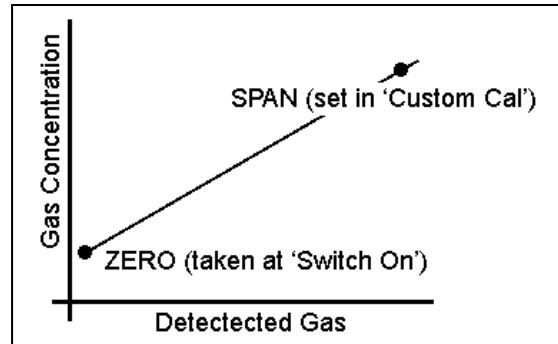 Gas Concentration
SPAN (set in ‘Custom Cal’)
ZERO (taken at ‘Switch On’)
Detectected Gas